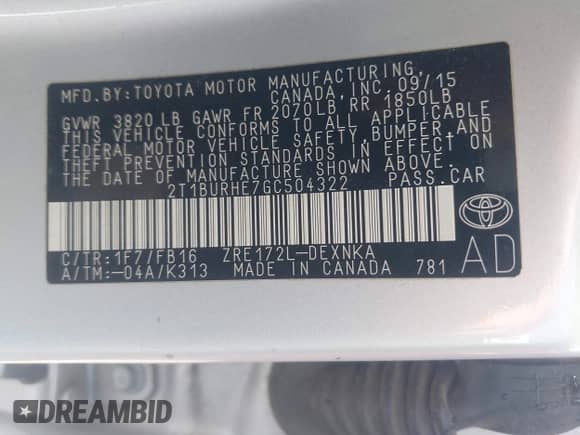 MFD. BY: TOYOTA MOTOR MANUFACTURING,
CANADA, INC. 09/15
GVWR 3820 LB GAWR FR 2070LB, RR 1850LB
THIS VEHICLE CONFORMS TO ALL APPLICABLE
FEDERAL MOTOR VEHICLE SAFETY, BUMPER, AND
THEFT PREVENTION STANDARDS IN EFFECT ON
THE DATE OF MANUFACTURE SHOWN ABOVE.
2T1BURHE7GC504322 PASS. CAR
C/TR: 1F7/FB16 ZRE172L-DEXNKA
A/TM: -04A/K313 MADE IN CANADA 781
AD
DREAMBID